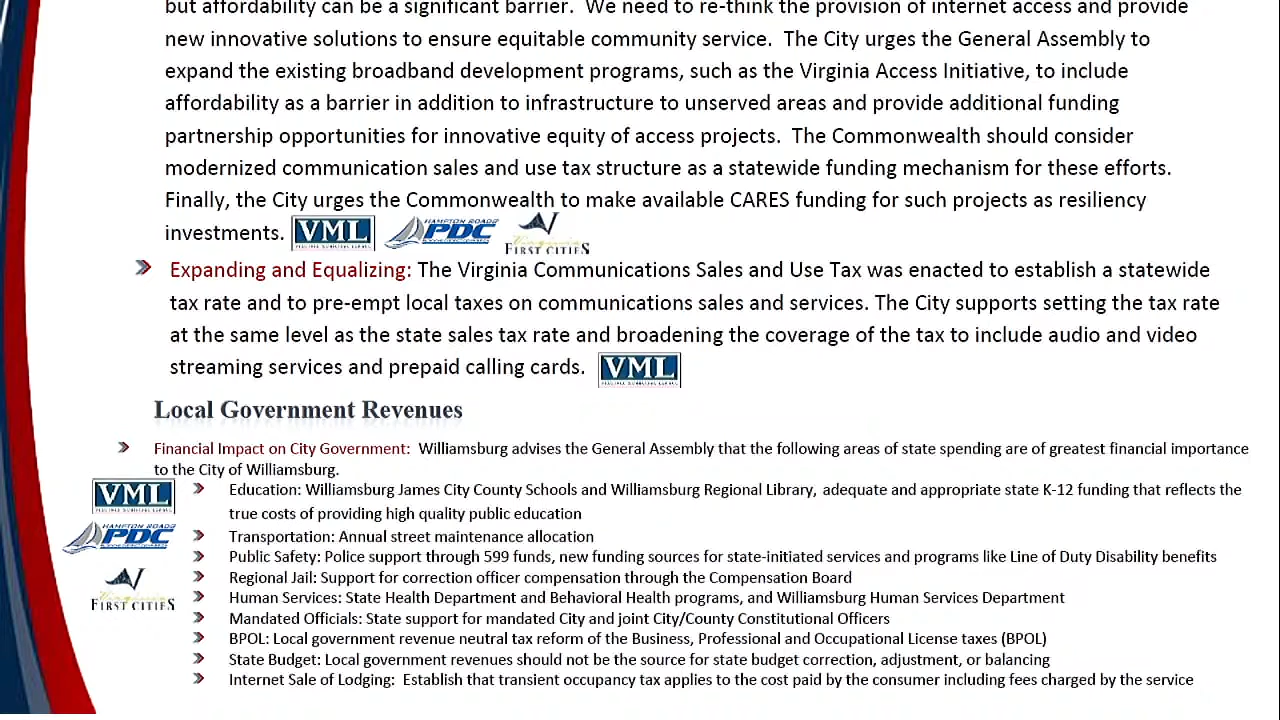 but affordability can be a significant barrier.  We need to re-think the provision of internet access and provide
new innovative solutions to ensure equitable community service.  The City urges the General Assembly to
expand the existing broadband development programs, such as the Virginia Access Initiative, to include
affordability as a barrier in addition to infrastructure to unserved areas and provide additional funding
partnership opportunities for innovative equity of access projects.  The Commonwealth should consider
modernized communication sales and use tax structure as a statewide funding mechanism for these efforts.
Finally, the City urges the Commonwealth to make available CARES funding for such projects as resiliency
investments. VML HAMPTON ROADS PDC Virginia FIRST CITIES
Expanding and Equalizing: The Virginia Communications Sales and Use Tax was enacted to establish a statewide
tax rate and to pre-empt local taxes on communications sales and services. The City supports setting the tax rate
at the same level as the state sales tax rate and broadening the coverage of the tax to include audio and video
streaming services and prepaid calling cards. VML
Local Government Revenues
Financial Impact on City Government:  Williamsburg advises the General Assembly that the following areas of state spending are of greatest financial importance
to the City of Williamsburg.
VML
Education: Williamsburg James City County Schools and Williamsburg Regional Library, adequate and appropriate state K-12 funding that reflects the
true costs of providing high quality public education
HAMPTON ROADS
PDC
Transportation: Annual street maintenance allocation
Public Safety: Police support through 599 funds, new funding sources for state-initiated services and programs like Line of Duty Disability benefits
Regional Jail: Support for correction officer compensation through the Compensation Board
Virginia
FIRST CITIES
Human Services: State Health Department and Behavioral Health programs, and Williamsburg Human Services Department
Mandated Officials: State support for mandated City and joint City/County Constitutional Officers
BPOL: Local government revenue neutral tax reform of the Business, Professional and Occupational License taxes (BPOL)
State Budget: Local government revenues should not be the source for state budget correction, adjustment, or balancing
Internet Sale of Lodging:  Establish that transient occupancy tax applies to the cost paid by the consumer including fees charged by the service